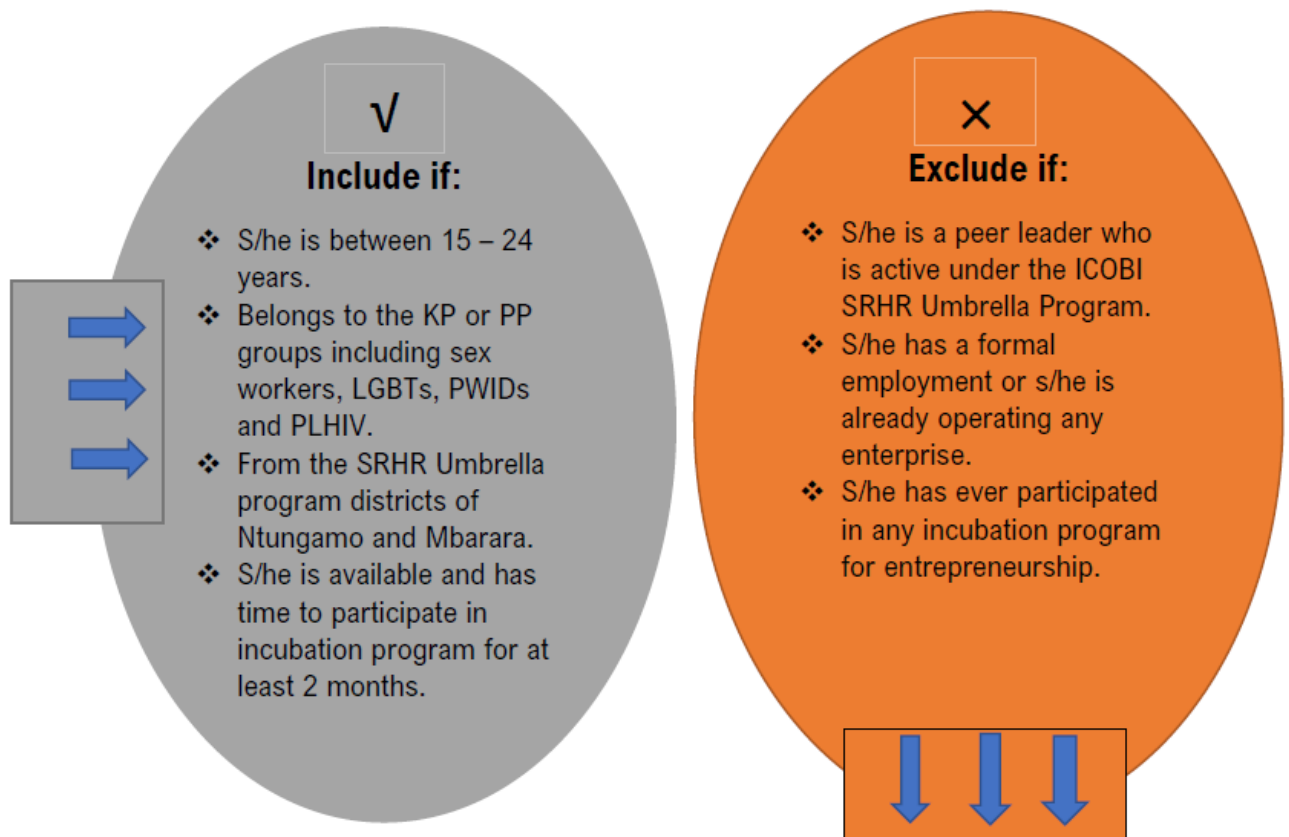 √
Include if:
❖ S/he is between 15 – 24
years.
❖ Belongs to the KP or PP
groups including sex
workers, LGBTs, PWIDs
and PLHIV.
❖ From the SRHR Umbrella
program districts of
Ntungamo and Mbarara.
❖ S/he is available and has
time to participate in
incubation program for at
least 2 months.
×
Exclude if:
❖ S/he is a peer leader who
is active under the ICOBI
SRHR Umbrella Program.
❖ S/he has a formal
employment or s/he is
already operating any
enterprise.
❖ S/he has ever participated
in any incubation program
for entrepreneurship.